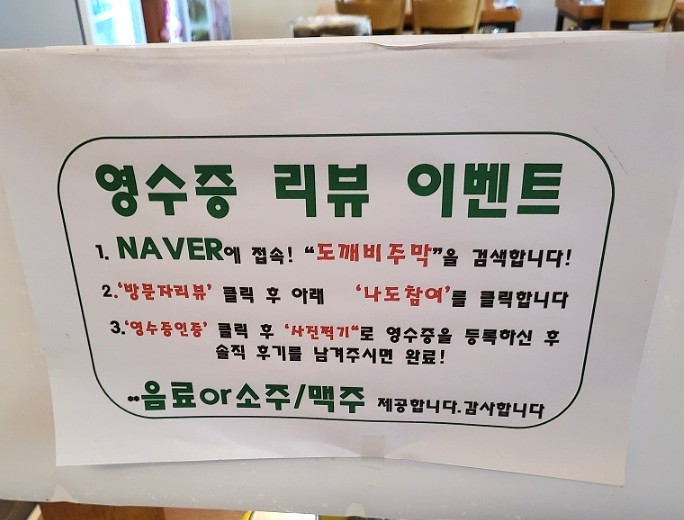 영수증 리뷰 이벤트
1. NAVER에 접속! "도깨비주막"을 검색합니다!
2.'방문자리뷰' 클릭 후 아래 '나도참여'를 클릭합니다
3.'영수증인증' 클릭 후 '사진찍기"로 영수증을 등록하신 후
솔직 후기를 남겨주시면 완료!
··음료or소주/맥주 제공합니다.감사합니다